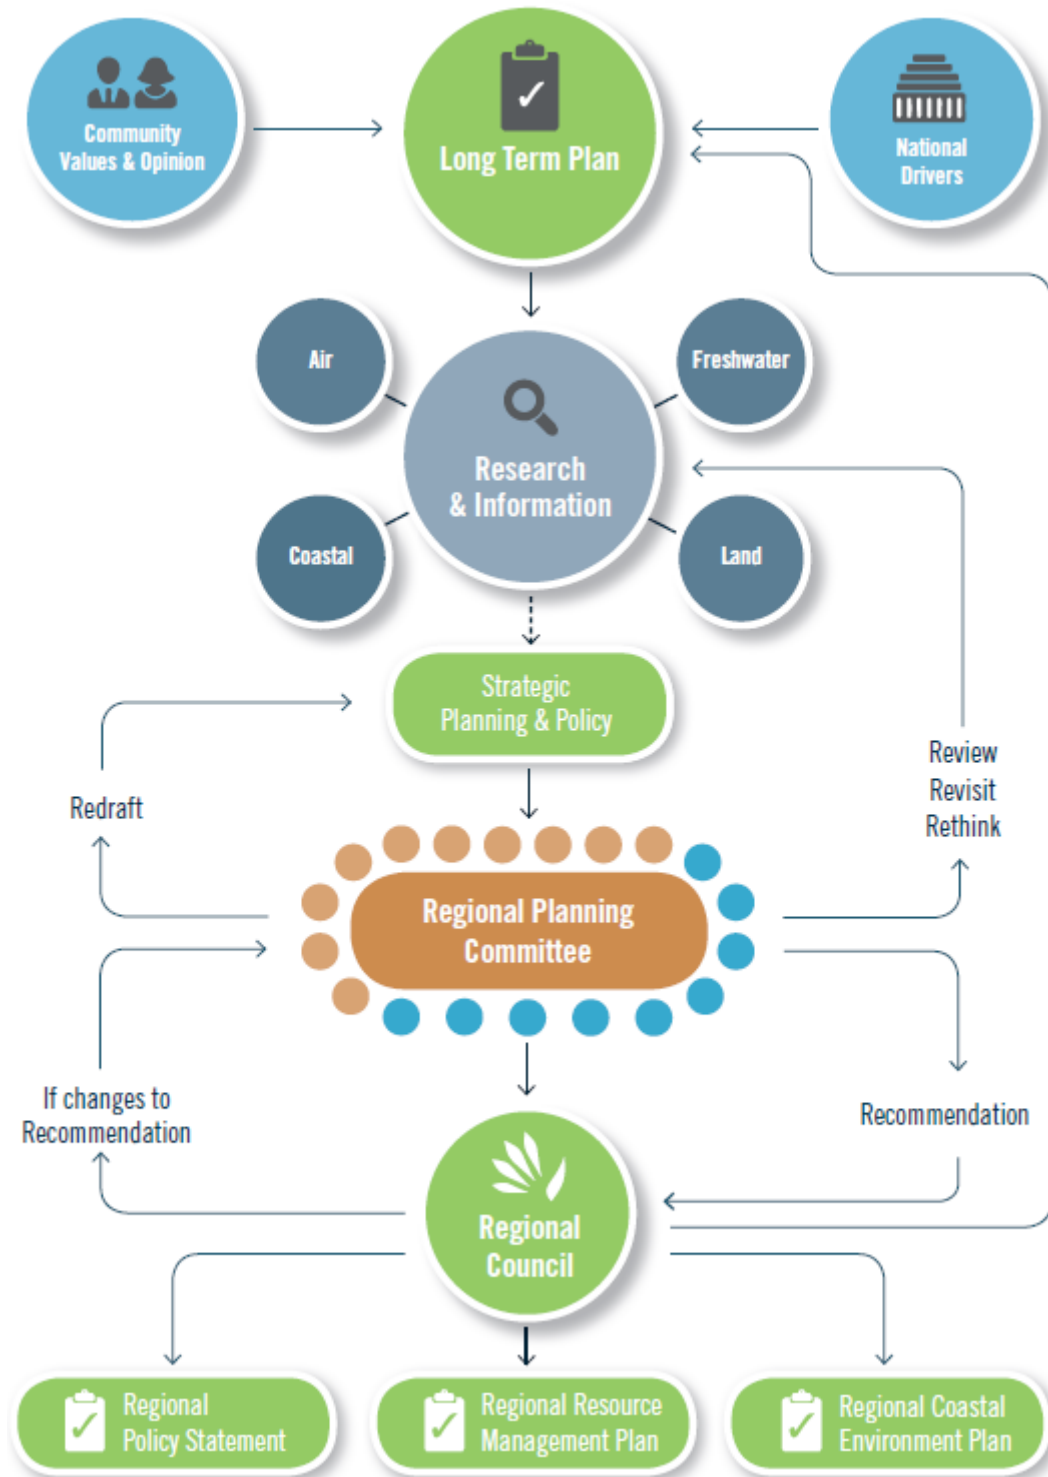 Community
Values & Opinion
Long Term Plan
National
Drivers
Air
Freshwater
Research
& Information
Coastal
Land
Strategic
Planning & Policy
Redraft
Review
Revisit
Rethink
Regional Planning
Committee
If changes to
Recommendation
Recommendation
Regional
Council
Regional
Policy Statement
Regional Resource
Management Plan
Regional Coastal
Environment Plan